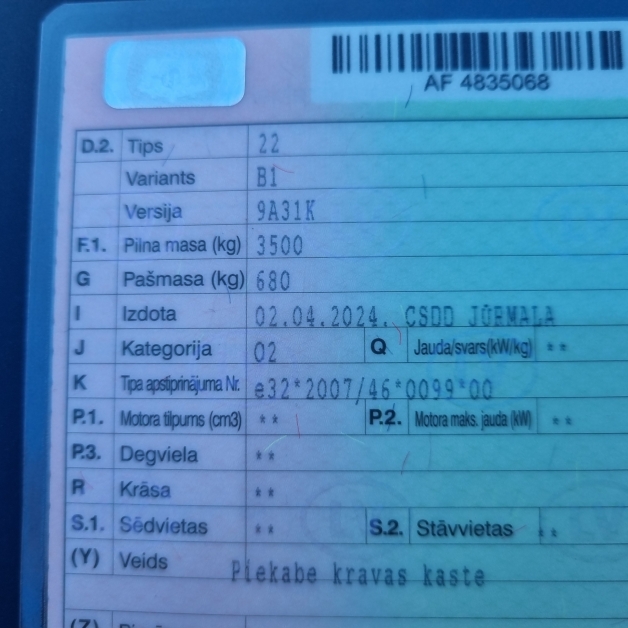 AF 4835068
D.2. Tips 22
Variants B1
Versija 9A31K
F.1. Pilna masa (kg) 3500
G Pašmasa (kg) 680
I Izdota 02.04.2024. CSDD JŪRMALA
J Kategorija O2 Q Jauda/svars(kW/kg) **
K Tipa apstiprinājuma Nr. e32*2007/46*0099*00
P.1. Motora tilpums (cm3) ** P.2. Motora maks. jauda (kW) **
P.3. Degviela **
R Krāsa **
S.1. Sēdvietas ** S.2. Stāvvietas **
(Y) Veids Piekabe kravas kaste
(Z)